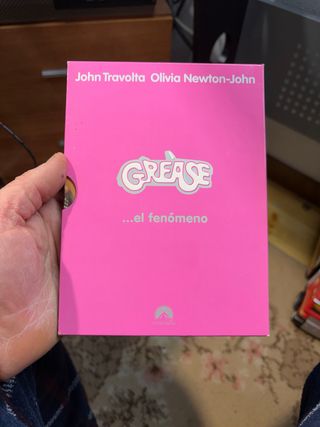 John Travolta Olivia Newton-John
GREASE
...el fenómeno